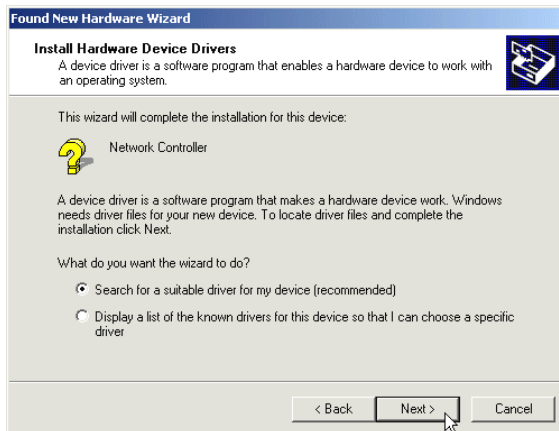 Found New Hardware Wizard
Install Hardware Device Drivers
A device driver is a software program that enables a hardware device to work with
an operating system.
This wizard will complete the installation for this device:
Network Controller
A device driver is a software program that makes a hardware device work. Windows
needs driver files for your new device. To locate driver files and complete the
installation click Next.
What do you want the wizard to do?
Search for a suitable driver for my device (recommended)
Display a list of the known drivers for this device so that I can choose a specific
driver
< Back
Next >
Cancel